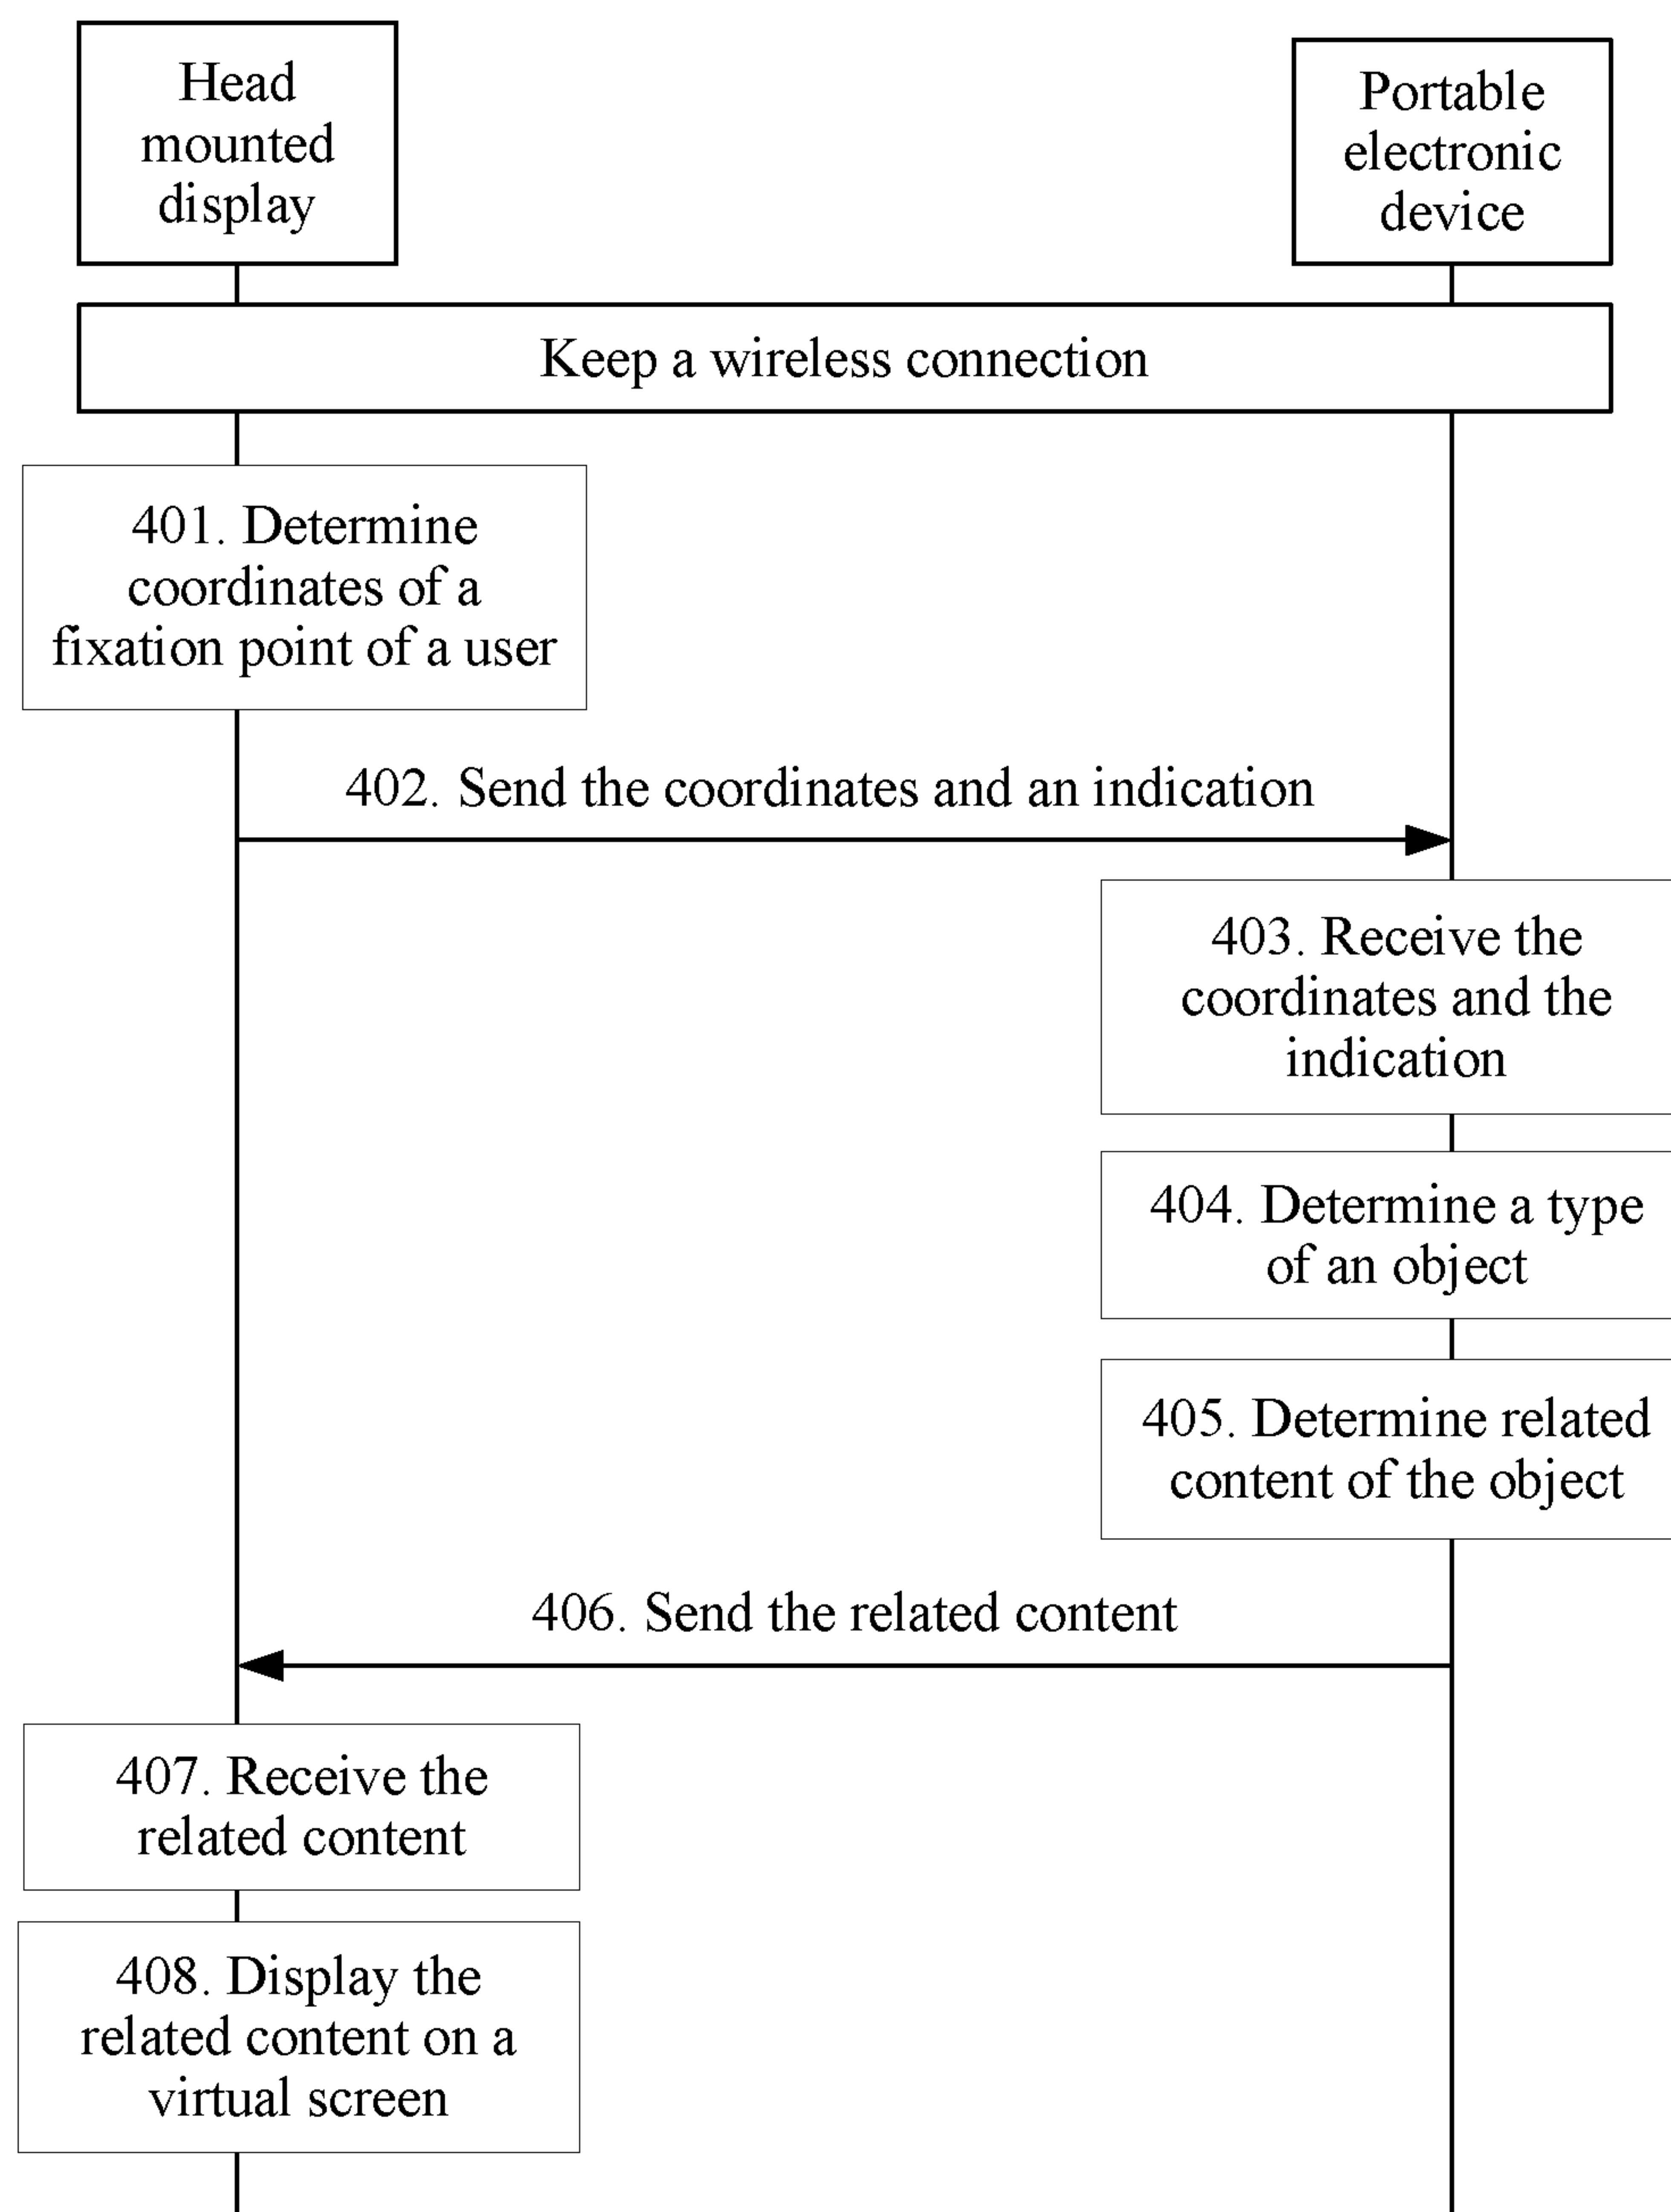 Head
mounted
display
Portable
electronic
device
Keep a wireless connection
401. Determine
coordinates of a
fixation point of a user
402. Send the coordinates and an indication
403. Receive the
coordinates and the
indication
404. Determine a type
of an object
405. Determine related
content of the object
406. Send the related content
407. Receive the
related content
408. Display the
related content on a
virtual screen